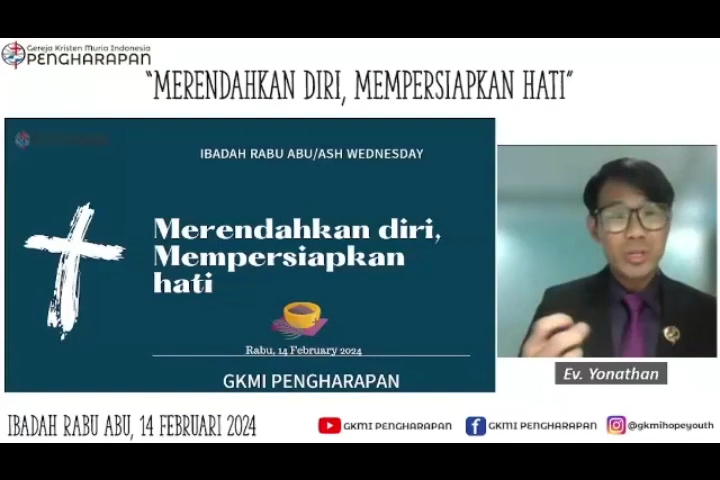 Gereja Kristen Muria Indonesia
PENGHARAPAN
"MERENDAHKAN DIRI, MEMPERSIAPKAN HATI"
IBADAH RABU ABU/ASH WEDNESDAY
Merendahkan diri,
Mempersiapkan
hati
Rabu, 14 February 2024
GKMI PENGHARAPAN
Ev. Yonathan
IBADAH RABU ABU, 14 FEBRUARI 2024
GKMI PENGHARAPAN
GKMI PENGHARAPAN
@gkmihopeyouth